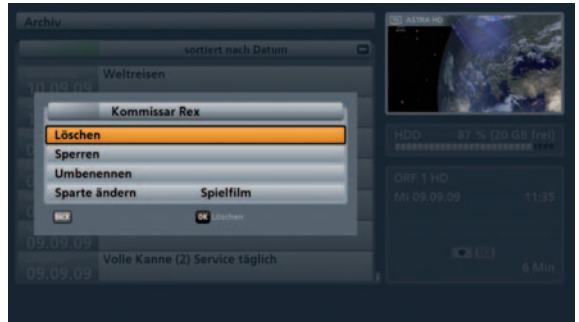 Archiv
ASTRA HD
sortiert nach Datum
Weltreisen
10.09.09
Kommissar Rex
Löschen
Sperren
Umbenennen
Sparte ändern Spielfilm
BACK OK Löschen
HDD 87 % (20 GB frei)
ORF 1 HD
Mi 09.09.09 11:35
6 Min
09.09.09
Volle Kanne (2) Service täglich
09.09.09